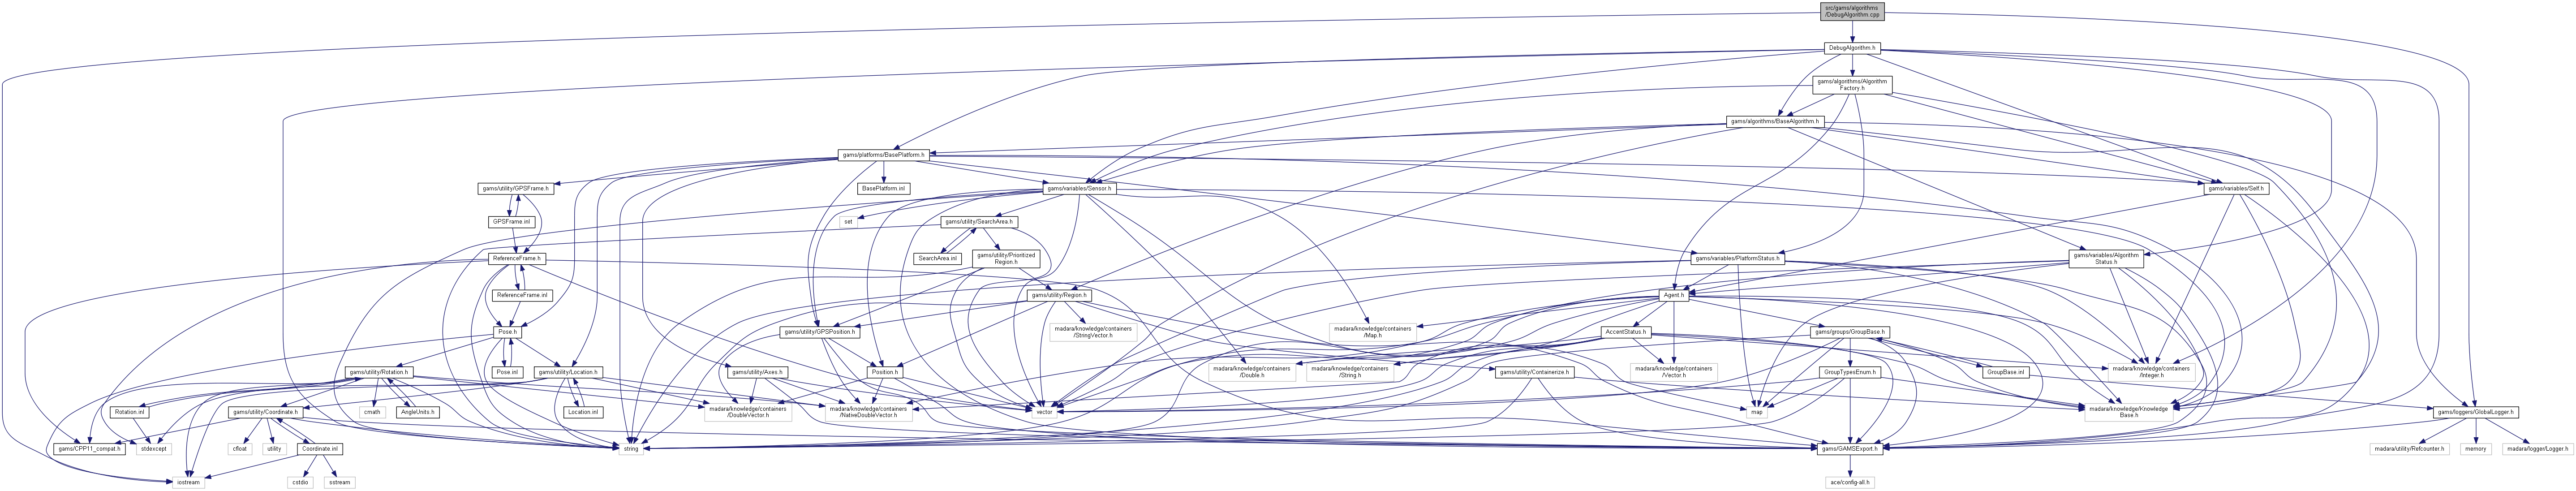 src/gams/algorithms
/DebugAlgorithm.cpp
DebugAlgorithm.h
gams/algorithms/Algorithm
Factory.h
gams/algorithms/BaseAlgorithm.h
gams/platforms/BasePlatform.h
gams/utility/GPSFrame.h
BasePlatform.inl
gams/variables/Sensor.h
gams/variables/Self.h
GPSFrame.inl
set
gams/utility/SearchArea.h
ReferenceFrame.h
SearchArea.inl
gams/utility/Prioritized
Region.h
gams/variables/PlatformStatus.h
gams/variables/Algorithm
Status.h
ReferenceFrame.inl
gams/utility/Region.h
Agent.h
Pose.h
gams/utility/GPSPosition.h
madara/knowledge/containers
/StringVector.h
madara/knowledge/containers
/Map.h
AccentStatus.h
gams/groups/GroupBase.h
gams/utility/Rotation.h
Pose.inl
gams/utility/Location.h
gams/utility/Axes.h
Position.h
madara/knowledge/containers
/Double.h
madara/knowledge/containers
/String.h
gams/utility/Containerize.h
madara/knowledge/containers
/Vector.h
GroupTypesEnum.h
GroupBase.inl
madara/knowledge/containers
/Integer.h
Rotation.inl
gams/utility/Coordinate.h
cmath
AngleUtils.h
Location.inl
madara/knowledge/containers
/DoubleVector.h
madara/knowledge/containers
/NativeDoubleVector.h
vector
map
madara/knowledge/Knowledge
Base.h
gams/loggers/GlobalLogger.h
gams/CPP11_compat.h
stdexcept
cfloat
utility
Coordinate.inl
string
gams/GAMSExport.h
madara/utility/Refcounter.h
memory
madara/logger/Logger.h
iostream
cstdio
sstream
ace/config-all.h